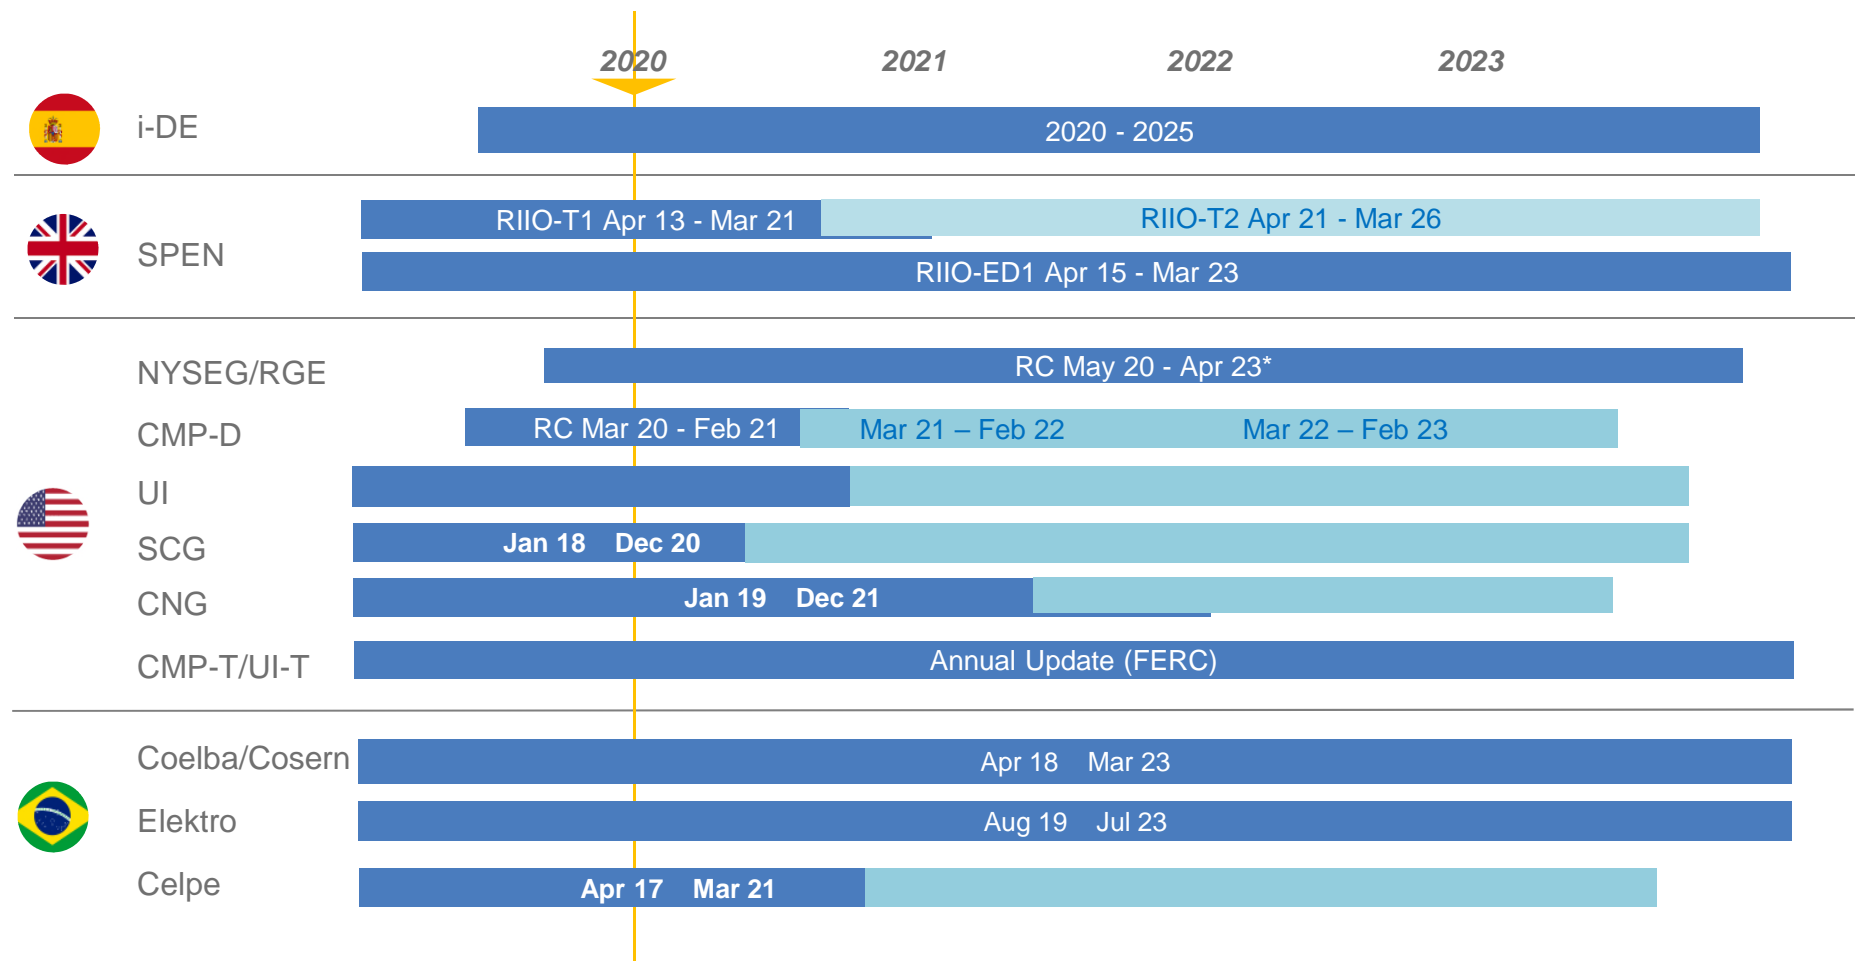 2020 2021 2022 2023
i-DE 2020 - 2025
RIIO-T1 Apr 13 - Mar 21 RIIO-T2 Apr 21 - Mar 26
SPEN
RIIO-ED1 Apr 15 - Mar 23
NYSEG/RGE RC May 20 - Apr 23*
CMP-D RC Mar 20 - Feb 21 Mar 21 – Feb 22 Mar 22 – Feb 23
UI
SCG Jan 18 Dec 20
CNG Jan 19 Dec 21
CMP-T/UI-T Annual Update (FERC)
Coelba/Cosern Apr 18 Mar 23
Elektro Aug 19 Jul 23
Celpe Apr 17 Mar 21